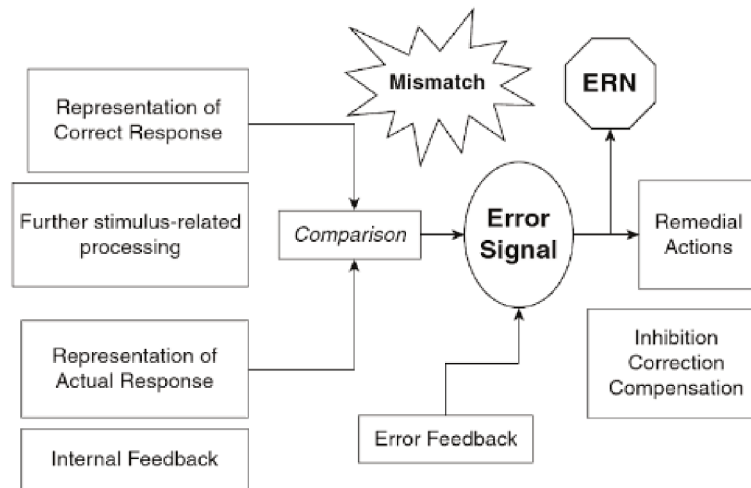 Mismatch
ERN
Representation of
Correct Response
Further stimulus-related
processing
Comparison
Error
Signal
Remedial
Actions
Representation of
Actual Response
Inhibition
Correction
Compensation
Error Feedback
Internal Feedback